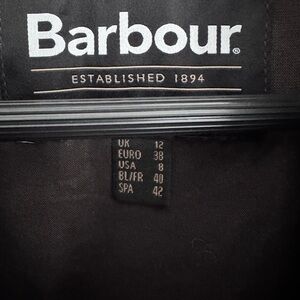 Barbour®
ESTABLISHED 1894
UK 12
EURO 38
USA 8
BL/FR 40
SPA 42